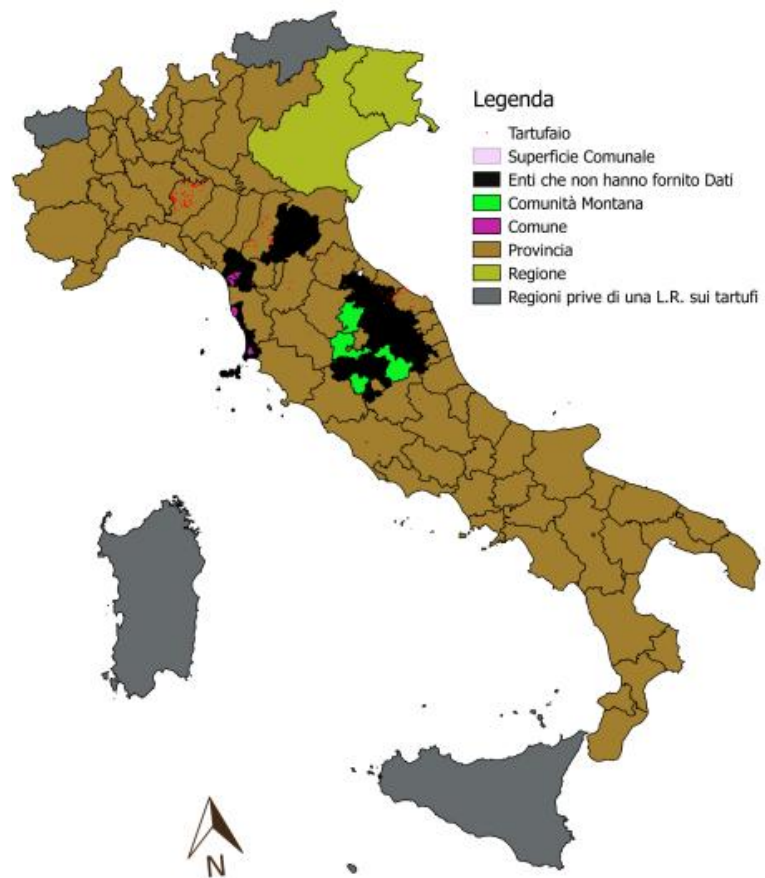 Legenda
Tartufaio
Superficie Comunale
Enti che non hanno fornito Dati
Comunità Montana
Comune
Provincia
Regione
Regioni prive di una L.R. sui tartufi
N